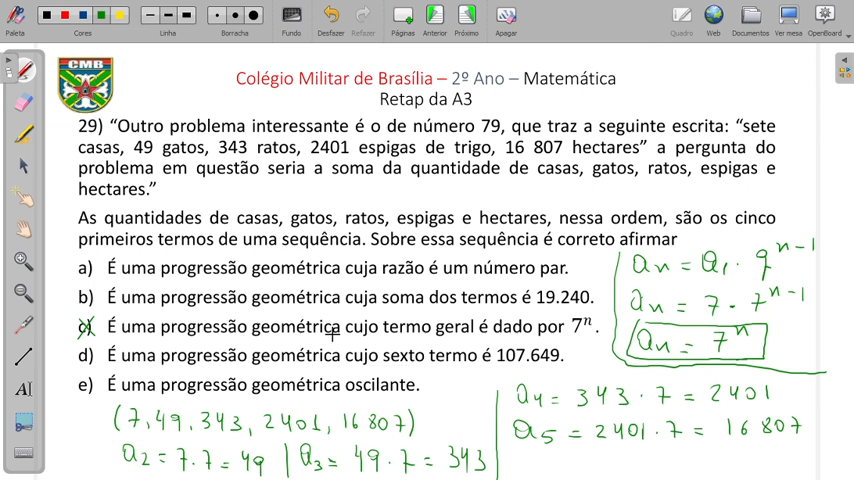 Paleta
Cores
Linha
Borracha
Fundo
Desfazer
Refazer
Páginas
Anterior
Próximo
Apagar
Quadro
Web
Documentos
Ver mesa
OpenBoard
CMB
Colégio Militar de Brasília – 2º Ano – Matemática
Retap da A3
29) “Outro problema interessante é o de número 79, que traz a seguinte escrita: “sete
casas, 49 gatos, 343 ratos, 2401 espigas de trigo, 16 807 hectares” a pergunta do
problema em questão seria a soma da quantidade de casas, gatos, ratos, espigas e
hectares.”
As quantidades de casas, gatos, ratos, espigas e hectares, nessa ordem, são os cinco
primeiros termos de uma sequência. Sobre essa sequência é correto afirmar
a) É uma progressão geométrica cuja razão é um número par.
b) É uma progressão geométrica cuja soma dos termos é 19.240.
c) É uma progressão geométrica cujo termo geral é dado por 7ⁿ.
d) É uma progressão geométrica cujo sexto termo é 107.649.
e) É uma progressão geométrica oscilante.
aₙ = a₁ · qⁿ⁻¹
aₙ = 7 · 7ⁿ⁻¹
aₙ = 7ⁿ
(7, 49, 343, 2401, 16 807)
a₂ = 7.7 = 49 | a₃ = 49.7 = 343
a₄ = 343 · 7 = 2401
a₅ = 2401 · 7 = 16 807